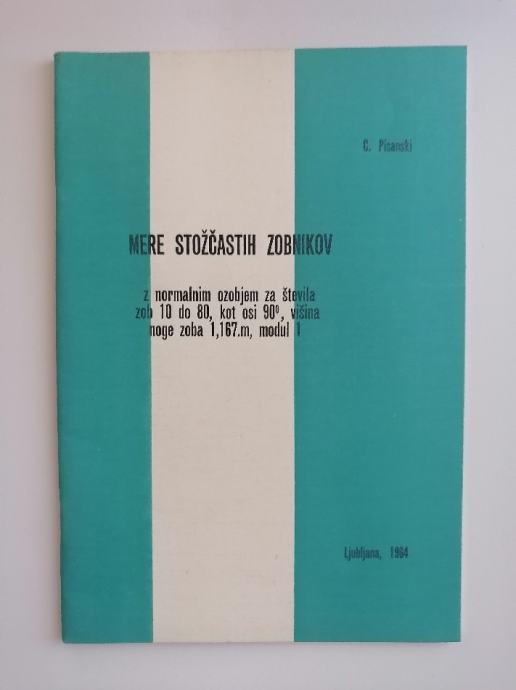 C. Pisanski
MERE STOŽČASTIH ZOBNIKOV
z normalnim ozobjem za števila
zob 10 do 80, kot osi 90°, višina
noge zoba 1,167.m, modul 1
Ljubljana, 1964